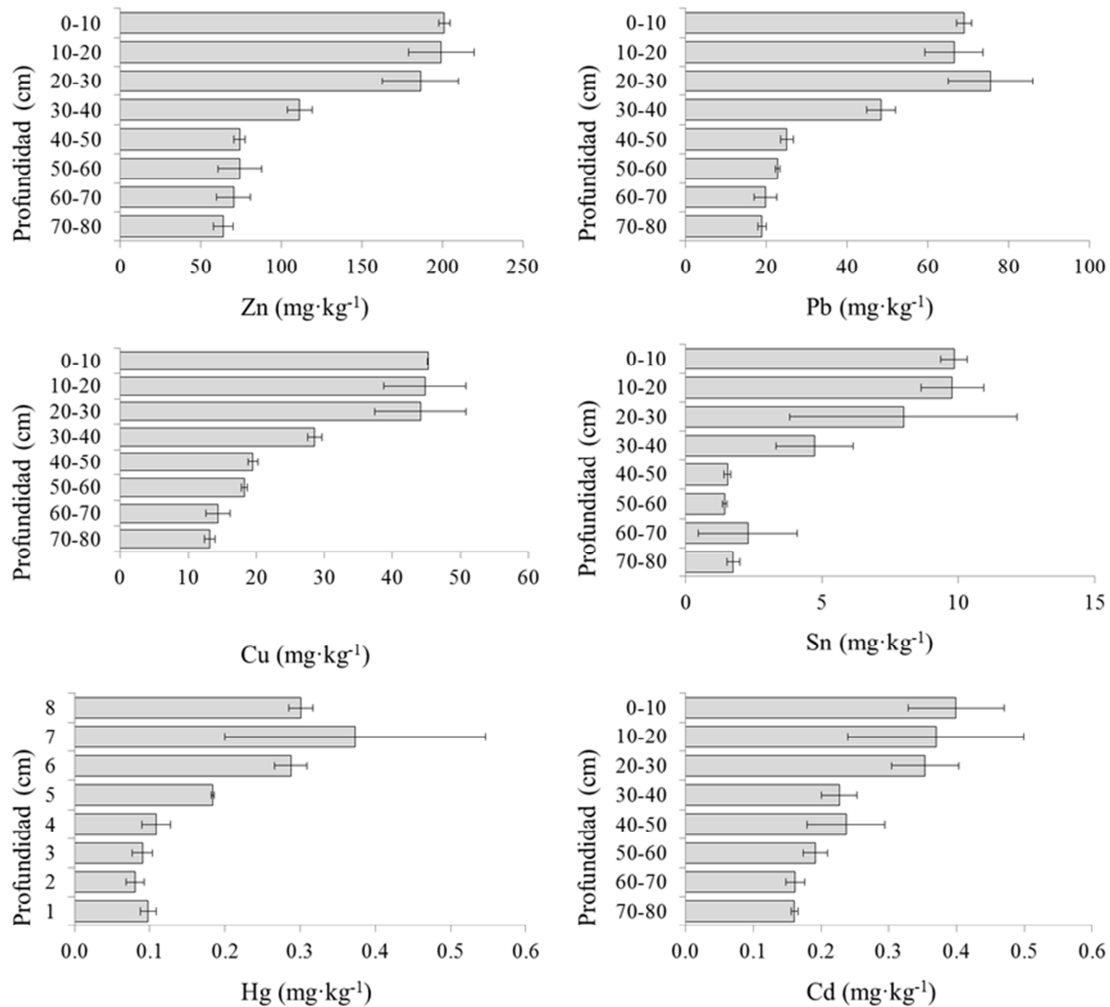 Profundidad (cm)
0-10
10-20
20-30
30-40
40-50
50-60
60-70
70-80
0 50 100 150 200 250
Zn (mg·kg-1)
Profundidad (cm)
0-10
10-20
20-30
30-40
40-50
50-60
60-70
70-80
0 20 40 60 80 100
Pb (mg·kg-1)
Profundidad (cm)
0-10
10-20
20-30
30-40
40-50
50-60
60-70
70-80
0 10 20 30 40 50 60
Cu (mg·kg-1)
Profundidad (cm)
0-10
10-20
20-30
30-40
40-50
50-60
60-70
70-80
0 5 10 15
Sn (mg·kg-1)
Profundidad (cm)
8
7
6
5
4
3
2
1
0.0 0.1 0.2 0.3 0.4 0.5 0.6
Hg (mg·kg-1)
Profundidad (cm)
0-10
10-20
20-30
30-40
40-50
50-60
60-70
70-80
0.0 0.1 0.2 0.3 0.4 0.5 0.6
Cd (mg·kg-1)